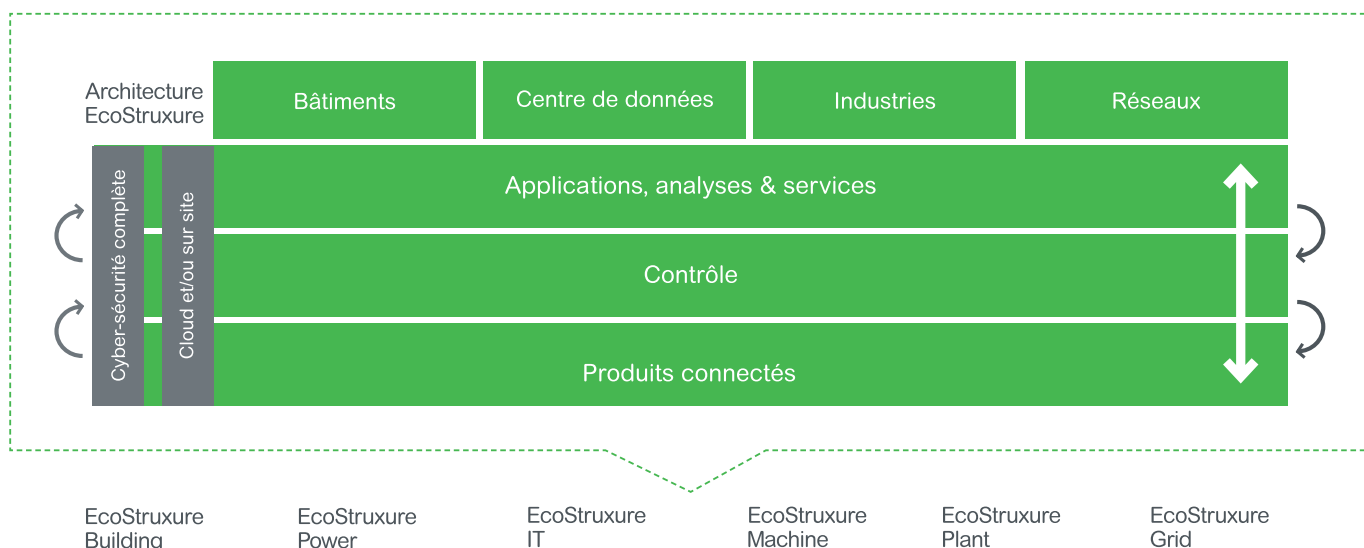 Architecture
EcoStruxure
Bâtiments
Centre de données
Industries
Réseaux
Cyber-sécurité complète
Cloud et/ou sur site
Applications, analyses & services
Contrôle
Produits connectés
EcoStruxure
Building
EcoStruxure
Power
EcoStruxure
IT
EcoStruxure
Machine
EcoStruxure
Plant
EcoStruxure
Grid